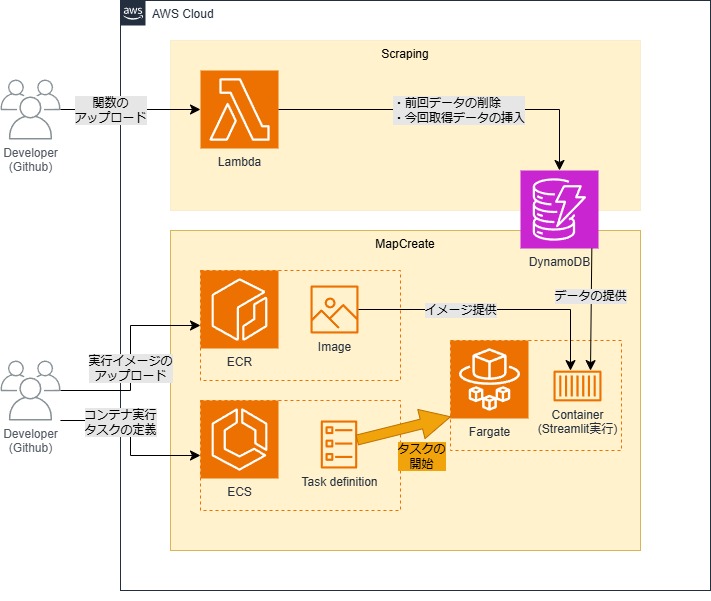 aws
AWS Cloud
Scraping
関数の
アップロード
Developer
(Github)
Lambda
・前回データの削除
・今回取得データの挿入
DynamoDB
MapCreate
データの提供
ECR
Image
イメージ提供
実行イメージの
アップロード
コンテナ実行
タスクの定義
Developer
(Github)
ECS
Task definition
タスクの
開始
Fargate
Container
(Streamlit実行)